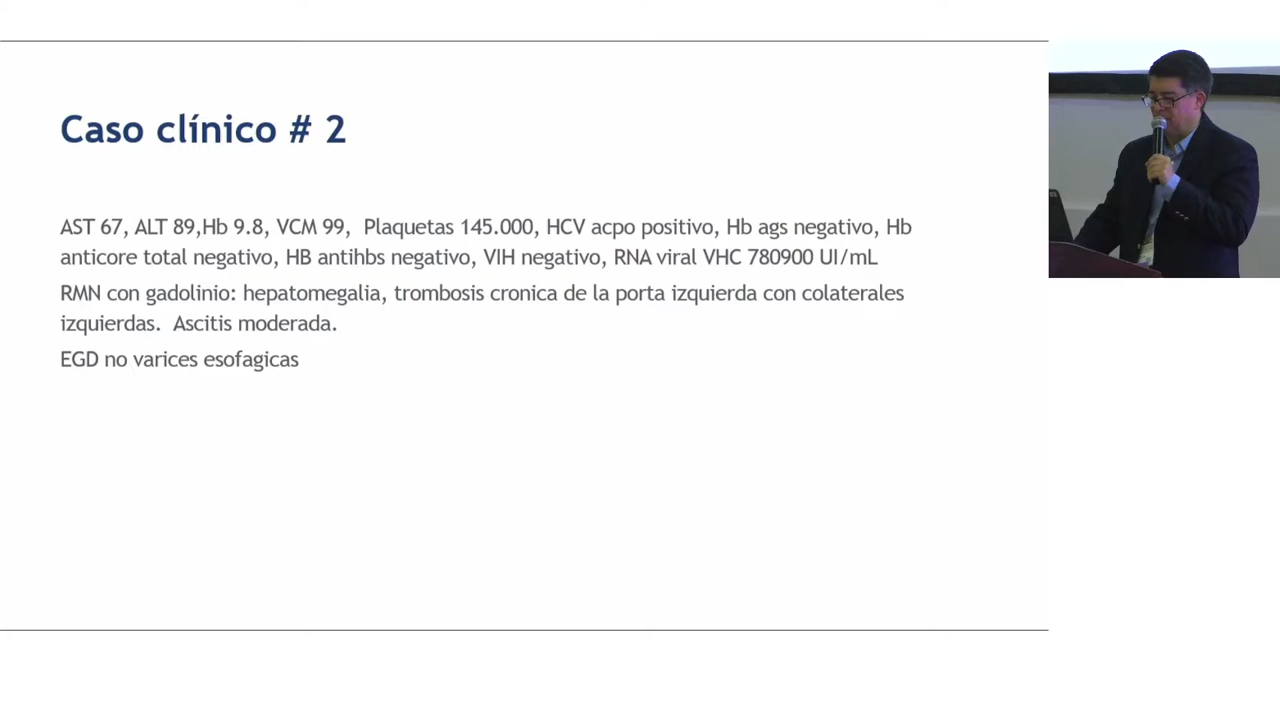 Caso clínico # 2
AST 67, ALT 89,Hb 9.8, VCM 99, Plaquetas 145.000, HCV acpo positivo, Hb ags negativo, Hb
anticore total negativo, HB antihbs negativo, VIH negativo, RNA viral VHC 780900 UI/mL
RMN con gadolinio: hepatomegalia, trombosis cronica de la porta izquierda con colaterales
izquierdas. Ascitis moderada.
EGD no varices esofagicas